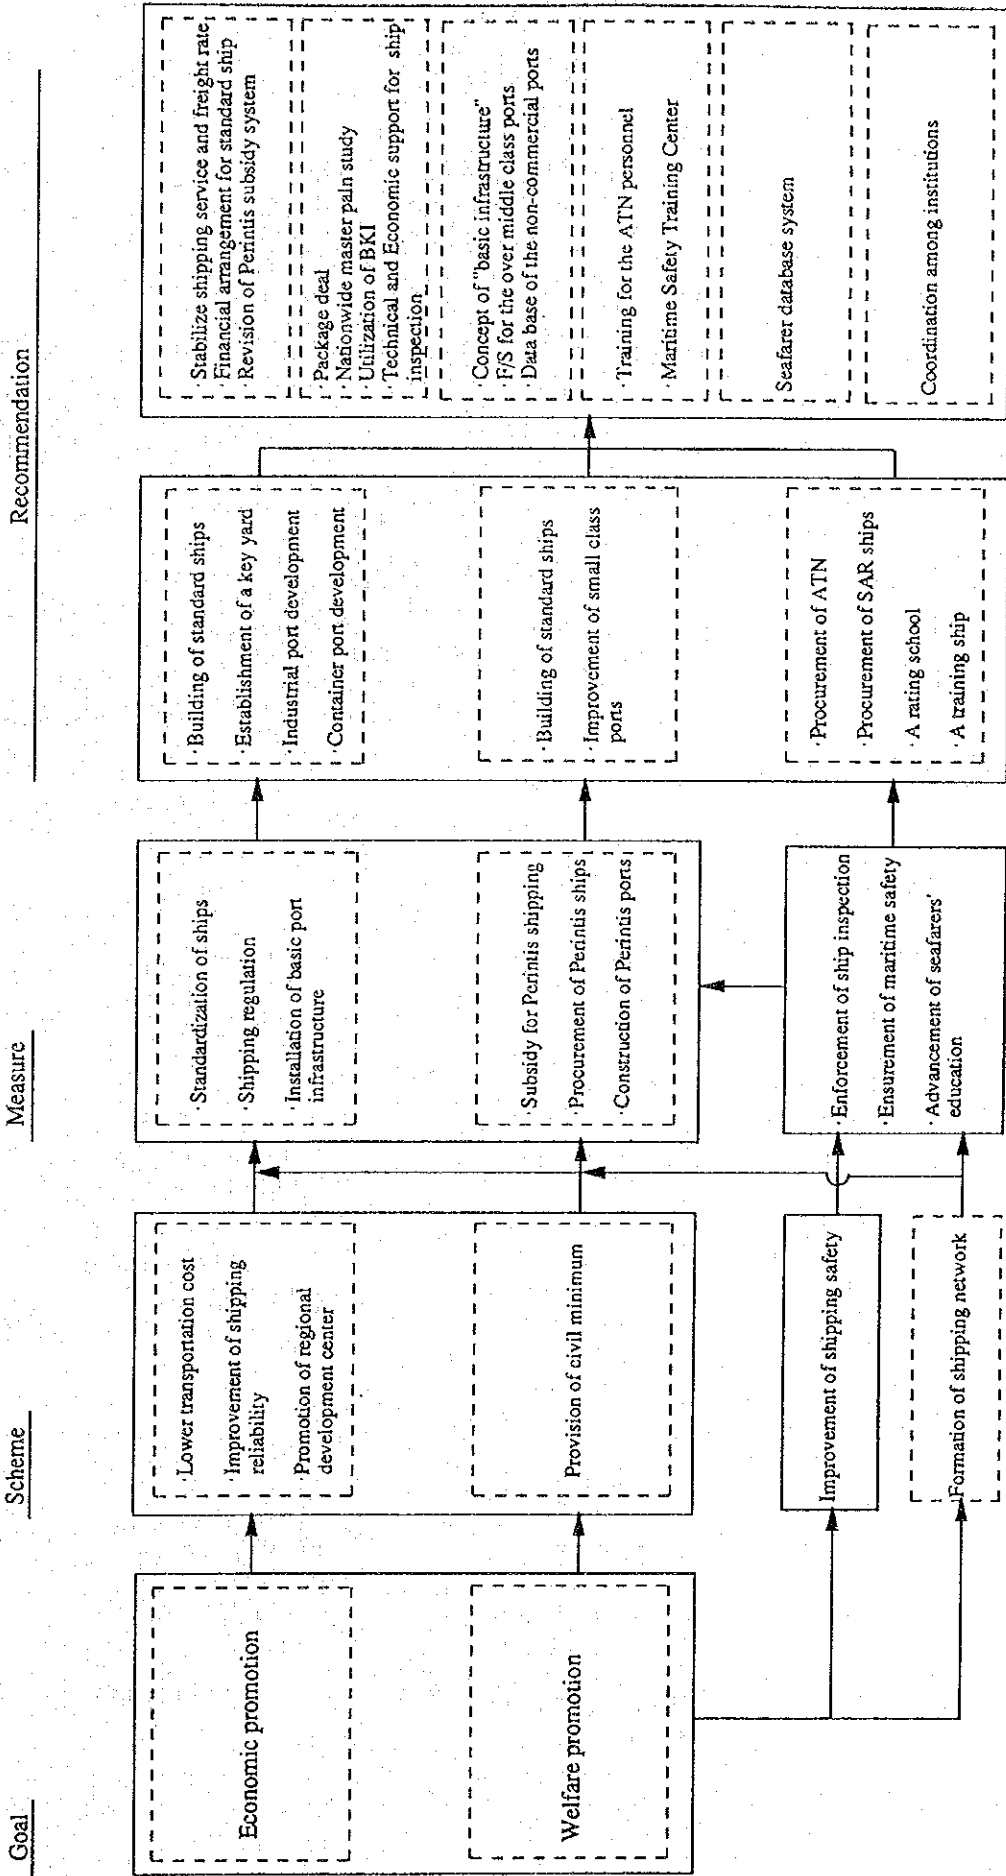 Goal
Scheme
Measure
Recommendation
Economic promotion
Welfare promotion
·Lower transportation cost
·Improvement of shipping
reliability
·Promotion of regional
development center
Provision of civil minimum
Improvement of shipping safety
Formation of shipping network
·Standardization of ships
·Shipping regulation
·Installation of basic port
infrastructure
·Subsidy for Perintis shipping
·Procurement of Perintis ships
·Construction of Perintis ports
·Enforcement of ship inspection
·Ensurement of maritime safety
·Advancement of seafarers'
education
·Building of standard ships
·Establishment of a key yard
·Industrial port development
·Container port development
·Building of standard ships
·Improvement of small class
ports
·Procurement of ATN
·Procurement of SAR ships
·A rating school
·A training ship
·Stabilize shipping service and freight rate
·Financial arrangement for standard ship
·Revision of Perintis subsidy system
·Package deal
·Nationwide master paln study
·Utilization of BKI
·Technical and Economic support for ship
inspection
·Concept of "basic infrastructure"
·F/S for the over middle class ports
·Data base of the non-commercial ports
·Training for the ATN personnel
·Maritime Safety Training Center
Seafarer database system
Coordination among institutions